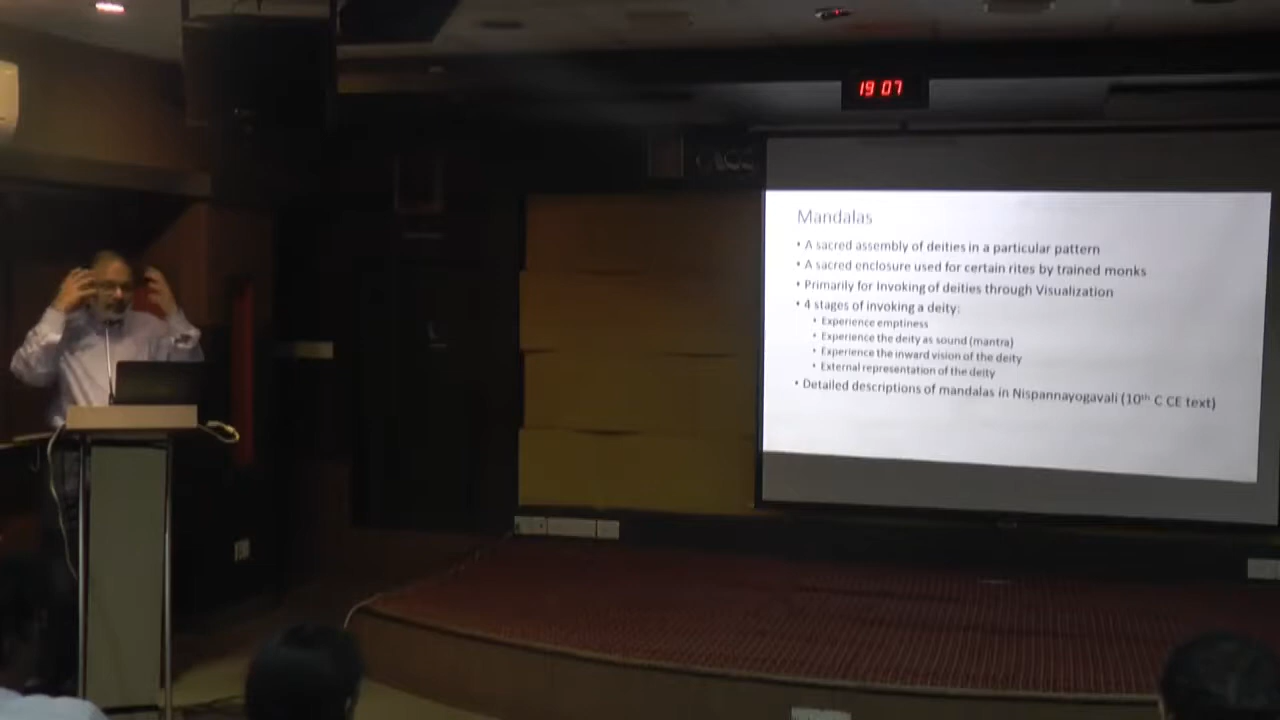 19 07
Mandalas
• A sacred assembly of deities in a particular pattern
• A sacred enclosure used for certain rites by trained monks
• Primarily for Invoking of deities through Visualization
• 4 stages of invoking a deity:
• Experience emptiness
• Experience the deity as sound (mantra)
• Experience the inward vision of the deity
• External representation of the deity
• Detailed descriptions of mandalas in Nispannayogavali (10th C CE text)